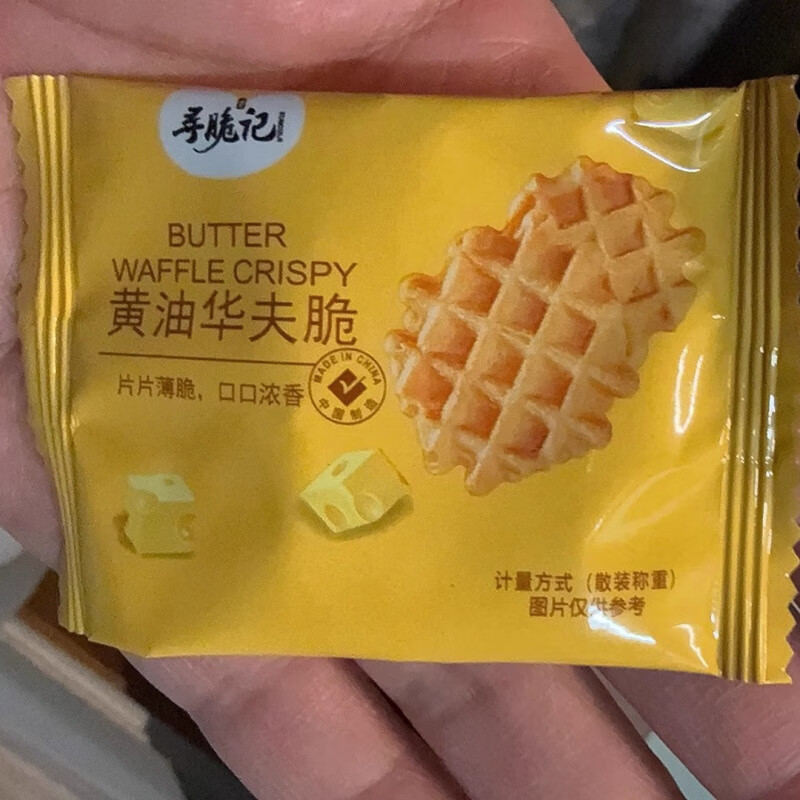 寻脆记
BUTTER
WAFFLE CRISPY
黄油华夫脆
片片薄脆，口口浓香
MADE IN CHINA
中国制造
计量方式（散装称重）
图片仅供参考